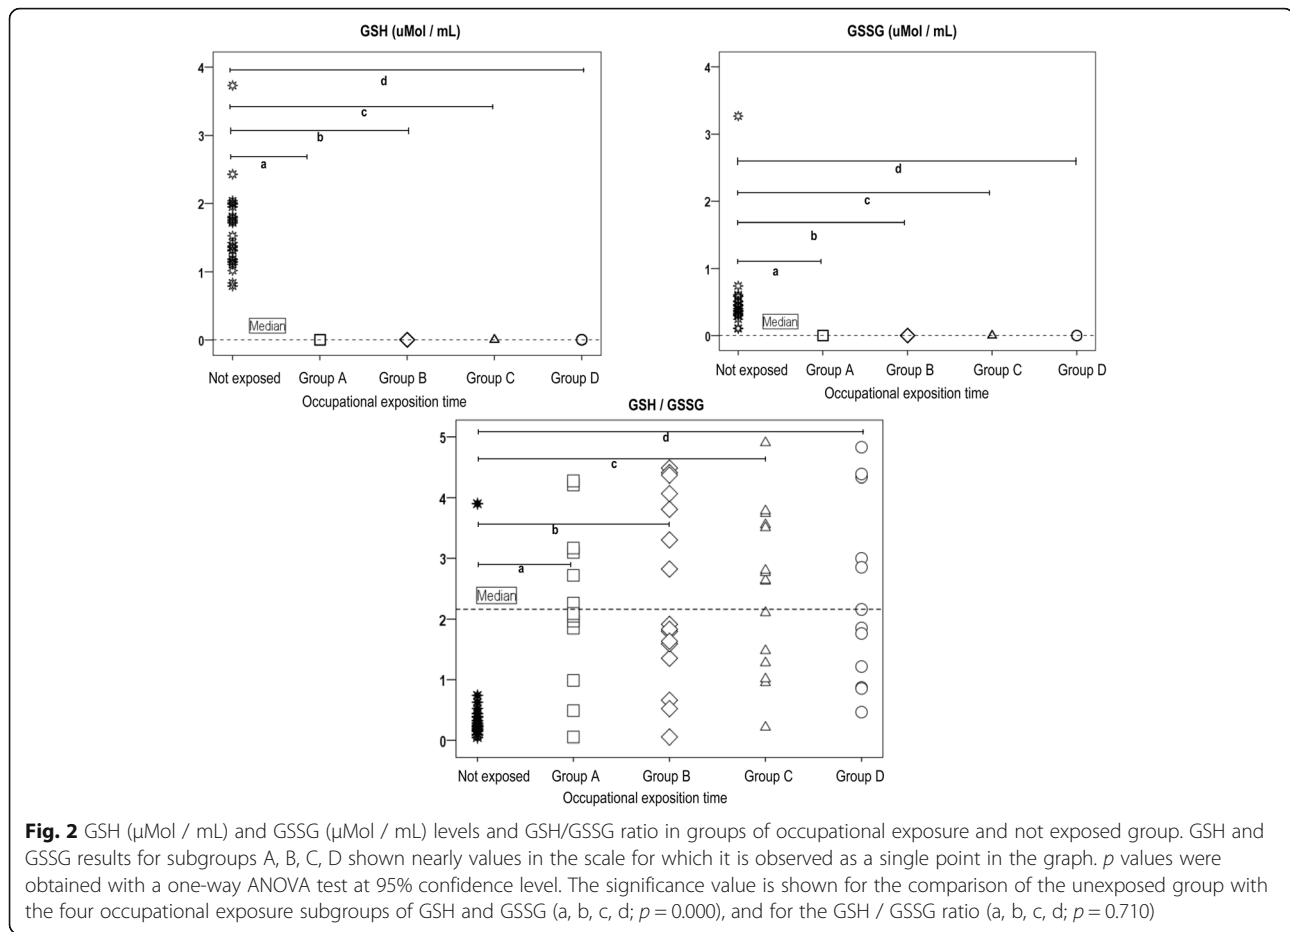 GSH (uMol / mL)
4
3
2
1
0
d
c
b
a
Median
Not exposed Group A Group B Group C Group D
Occupational exposition time
GSSG (uMol / mL)
4
3
2
1
0
d
c
b
a
Median
Not exposed Group A Group B Group C Group D
Occupational exposition time
GSH / GSSG
5
4
3
2
1
0
d
c
b
a
Median
Not exposed Group A Group B Group C Group D
Occupational exposition time
Fig. 2 GSH (μMol / mL) and GSSG (μMol / mL) levels and GSH/GSSG ratio in groups of occupational exposure and not exposed group. GSH and
GSSG results for subgroups A, B, C, D shown nearly values in the scale for which it is observed as a single point in the graph. p values were
obtained with a one-way ANOVA test at 95% confidence level. The significance value is shown for the comparison of the unexposed group with
the four occupational exposure subgroups of GSH and GSSG (a, b, c, d; p = 0.000), and for the GSH / GSSG ratio (a, b, c, d; p = 0.710)